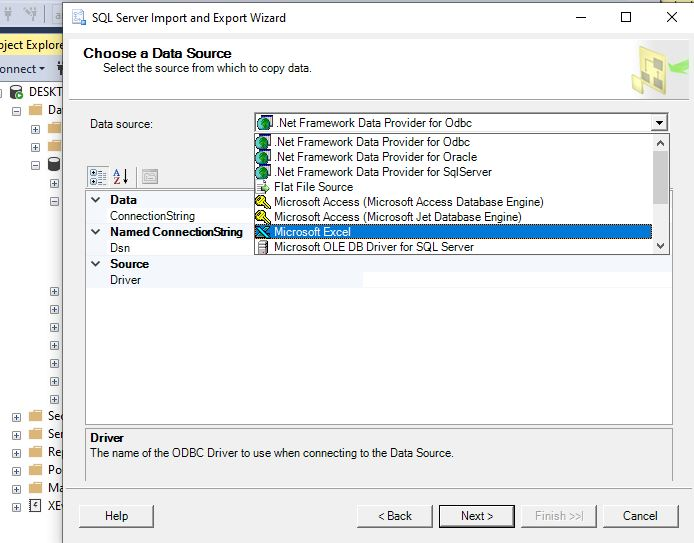 SQL Server Import and Export Wizard
Choose a Data Source
Select the source from which to copy data.
Data source:
.Net Framework Data Provider for Odbc
.Net Framework Data Provider for Odbc
.Net Framework Data Provider for Oracle
.Net Framework Data Provider for SqlServer
Flat File Source
Microsoft Access (Microsoft Access Database Engine)
Microsoft Access (Microsoft Jet Database Engine)
Microsoft Excel
Microsoft OLE DB Driver for SQL Server
Data
ConnectionString
Named ConnectionString
Dsn
Source
Driver
Driver
The name of the ODBC Driver to use when connecting to the Data Source.
Help
< Back
Next >
Finish >>|
Cancel
bject Explore
onnect
DESKT
Da
Sec
Ser
Rep
Po
Ma
XEv